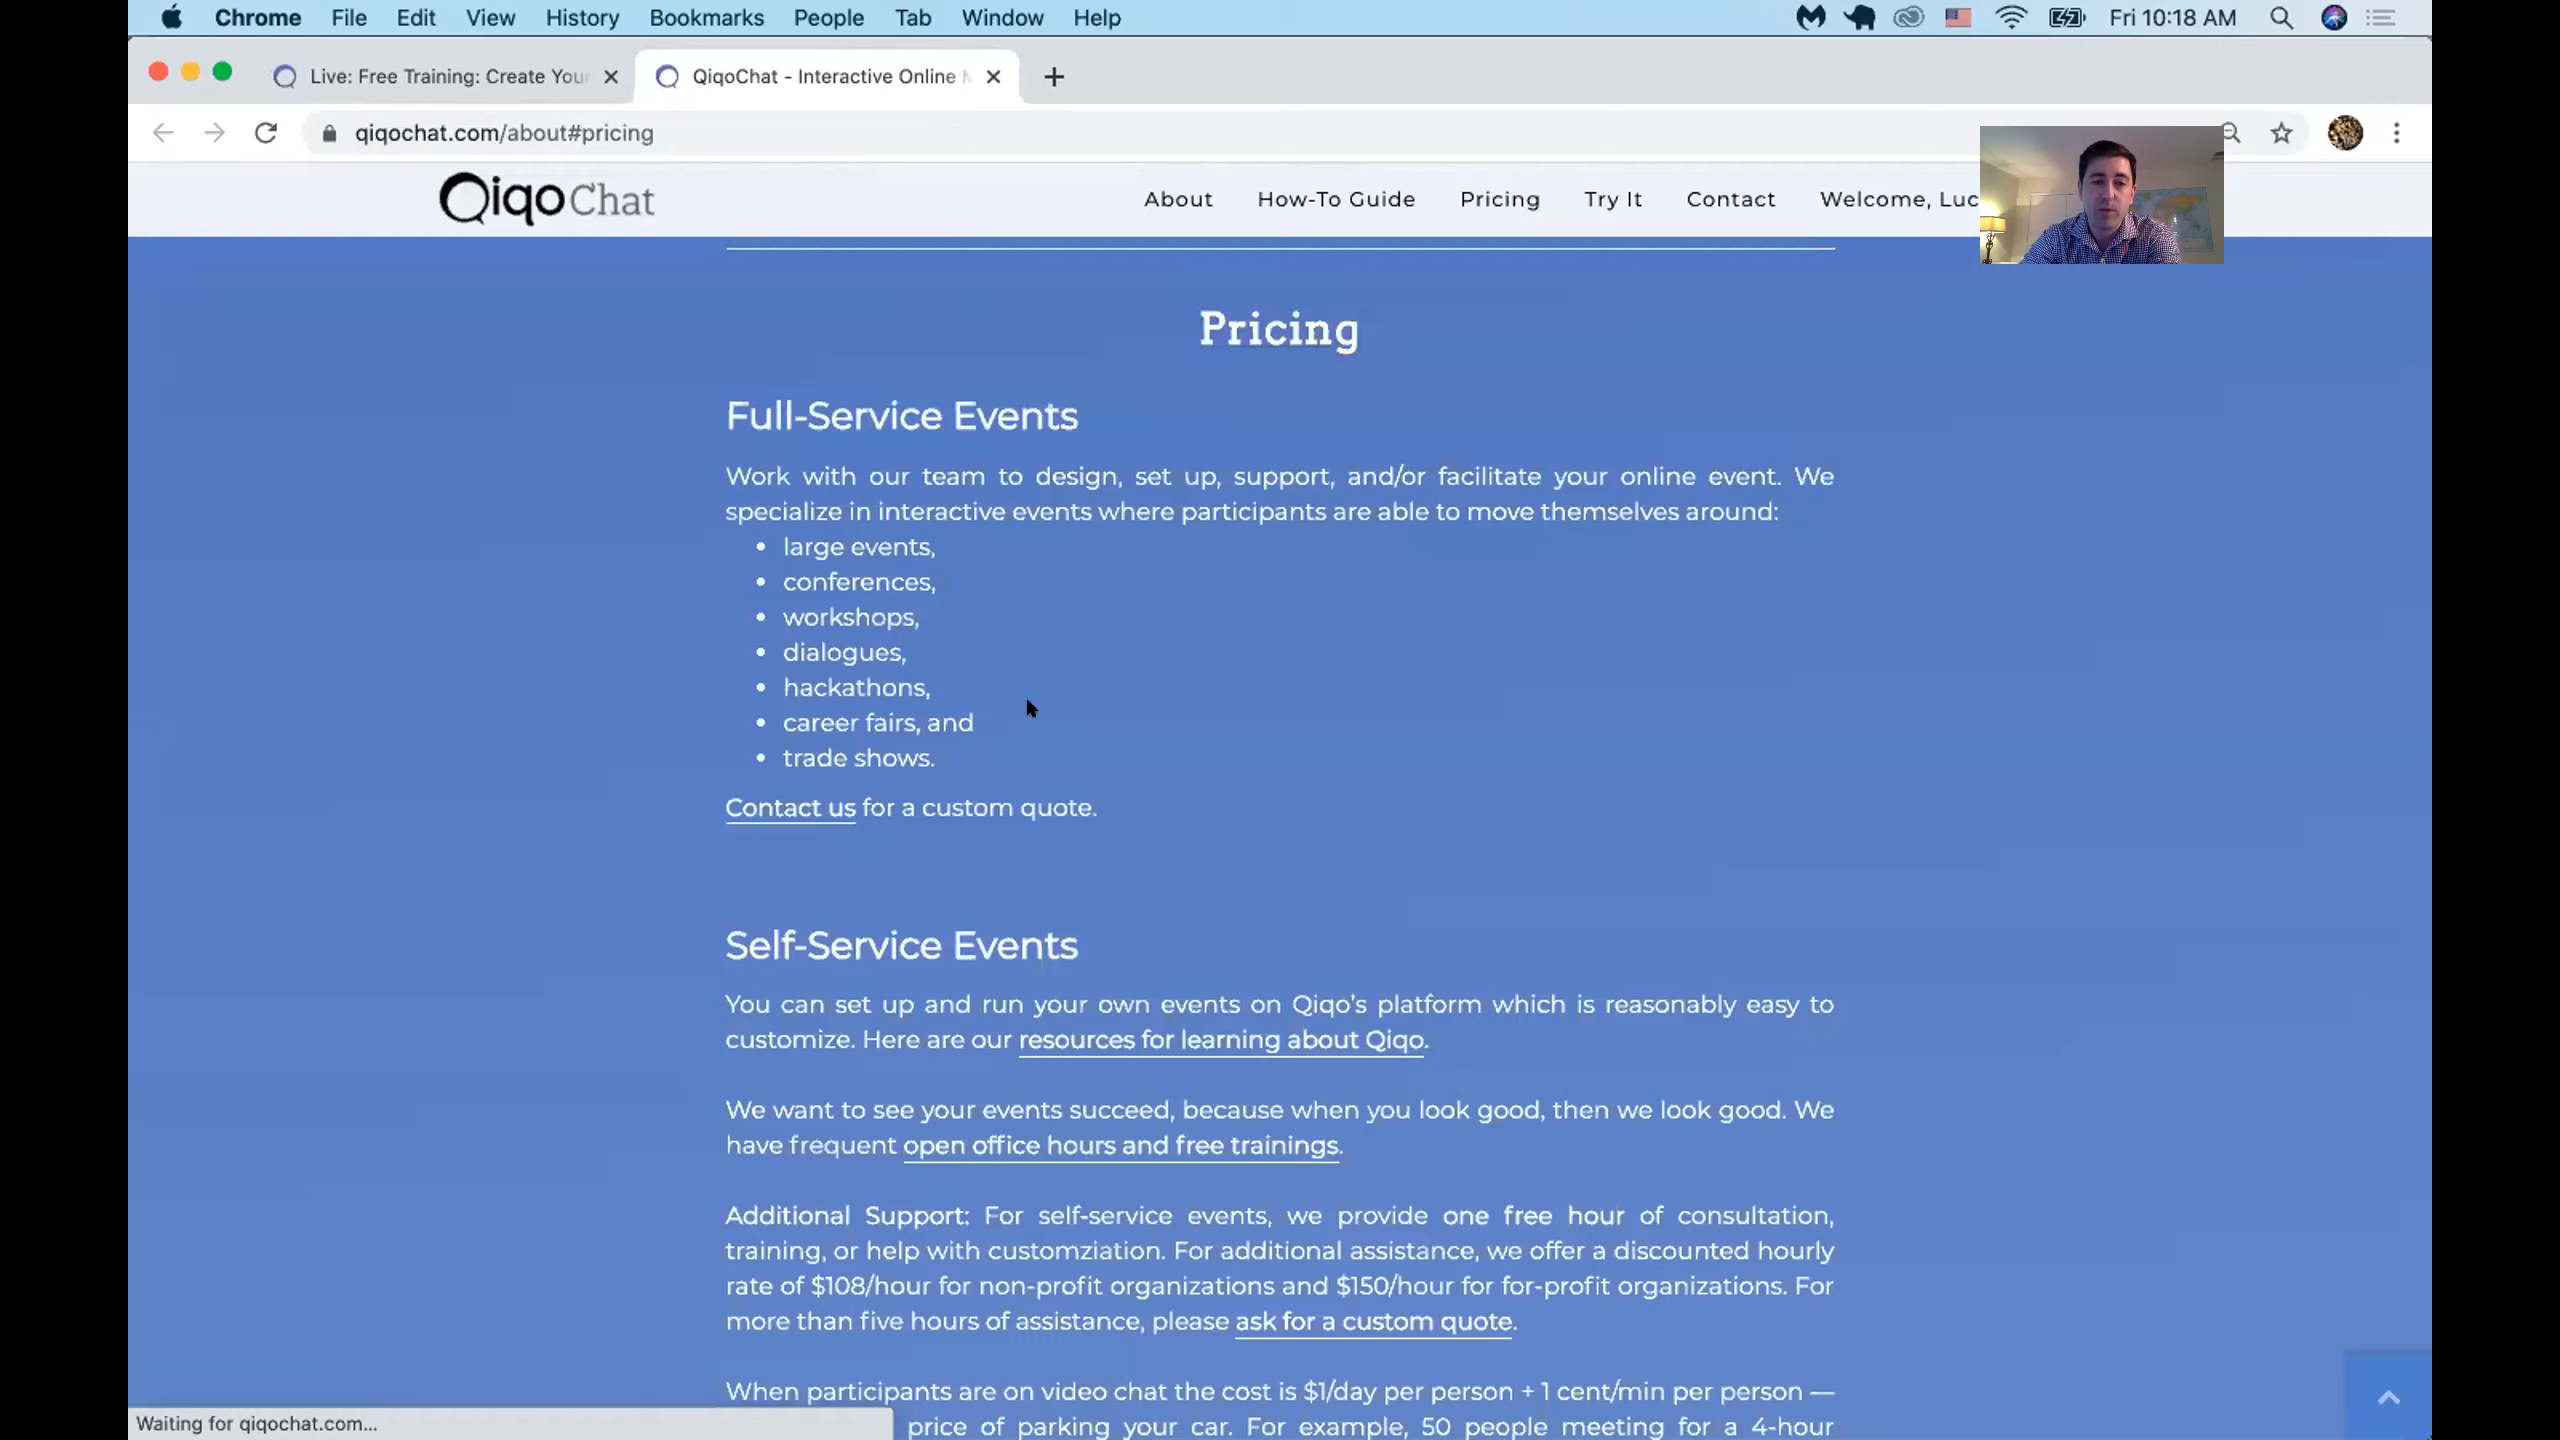 Chrome File Edit View History Bookmarks People Tab Window Help Fri 10:18 AM
Live: Free Training: Create You QiqoChat - Interactive Online
qiqochat.com/about#pricing
QiqoChat About How-To Guide Pricing Try It Contact Welcome, Luc
Pricing
Full-Service Events
Work with our team to design, set up, support, and/or facilitate your online event. We
specialize in interactive events where participants are able to move themselves around:
• large events,
• conferences,
• workshops,
• dialogues,
• hackathons,
• career fairs, and
• trade shows.
Contact us for a custom quote.
Self-Service Events
You can set up and run your own events on Qiqo's platform which is reasonably easy to
customize. Here are our resources for learning about Qiqo.
We want to see your events succeed, because when you look good, then we look good. We
have frequent open office hours and free trainings.
Additional Support: For self-service events, we provide one free hour of consultation,
training, or help with customziation. For additional assistance, we offer a discounted hourly
rate of $108/hour for non-profit organizations and $150/hour for for-profit organizations. For
more than five hours of assistance, please ask for a custom quote.
When participants are on video chat the cost is $1/day per person + 1 cent/min per person —
price of parking your car. For example, 50 people meeting for a 4-hour
Waiting for qiqochat.com...